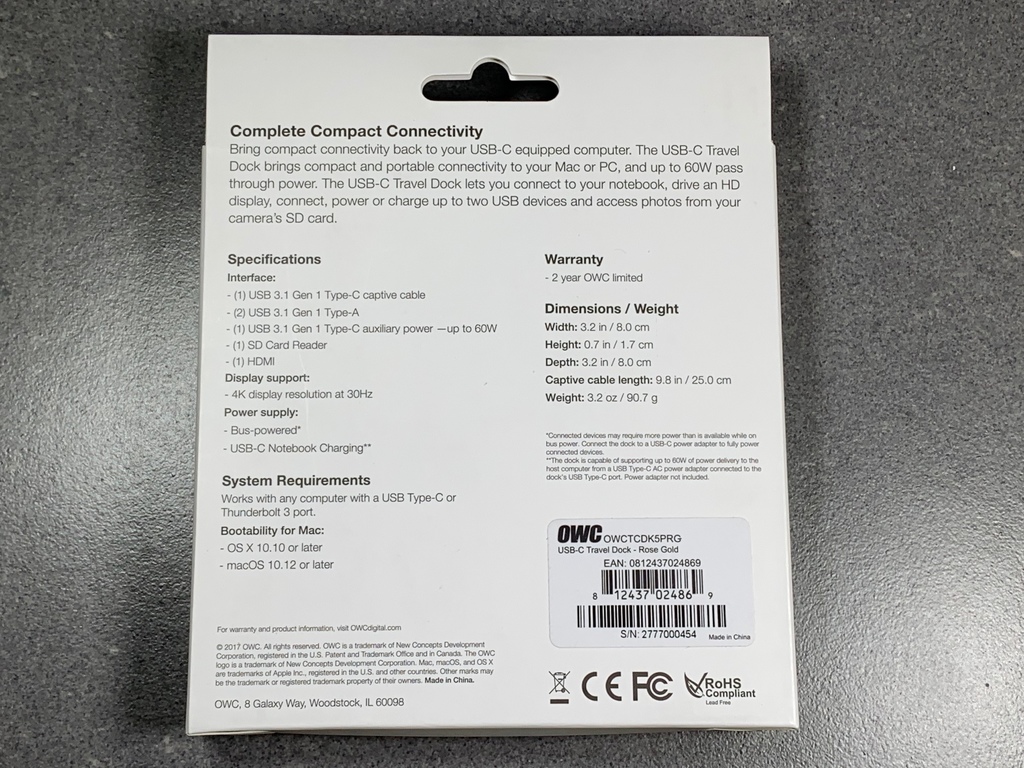 Complete Compact Connectivity
Bring compact connectivity back to your USB-C equipped computer. The USB-C Travel
Dock brings compact and portable connectivity to your Mac or PC, and up to 60W pass
through power. The USB-C Travel Dock lets you connect to your notebook, drive an HD
display, connect, power or charge up to two USB devices and access photos from your
camera's SD card.
Specifications
Interface:
- (1) USB 3.1 Gen 1 Type-C captive cable
- (2) USB 3.1 Gen 1 Type-A
- (1) USB 3.1 Gen 1 Type-C auxiliary power —up to 60W
- (1) SD Card Reader
- (1) HDMI
Display support:
- 4K display resolution at 30Hz
Power supply:
- Bus-powered*
- USB-C Notebook Charging**
System Requirements
Works with any computer with a USB Type-C or
Thunderbolt 3 port.
Bootability for Mac:
- OS X 10.10 or later
- macOS 10.12 or later
Warranty
- 2 year OWC limited
Dimensions / Weight
Width: 3.2 in / 8.0 cm
Height: 0.7 in / 1.7 cm
Depth: 3.2 in / 8.0 cm
Captive cable length: 9.8 in / 25.0 cm
Weight: 3.2 oz / 90.7 g
*Connected devices may require more power than is available while on
bus power. Connect the dock to a USB-C power adapter to fully power
connected devices.
**The dock is capable of supporting up to 60W of power delivery to the
host computer from a USB Type-C AC power adapter connected to the
dock's USB Type-C port. Power adapter not included.
OWC OWCTCDK5PRG
USB-C Travel Dock - Rose Gold
EAN: 0812437024869
8 12437 02486 9
S/N: 2777000454 Made in China
For warranty and product information, visit OWCdigital.com
© 2017 OWC. All rights reserved. OWC is a trademark of New Concepts Development
Corporation, registered in the U.S. Patent and Trademark Office and in Canada. The OWC
logo is a trademark of New Concepts Development Corporation. Mac, macOS, and OS X
are trademarks of Apple Inc., registered in the U.S. and other countries. Other marks may
be the trademark or registered trademark property of their owners. Made in China.
OWC, 8 Galaxy Way, Woodstock, IL 60098
CE FC RoHS
Compliant
Lead Free